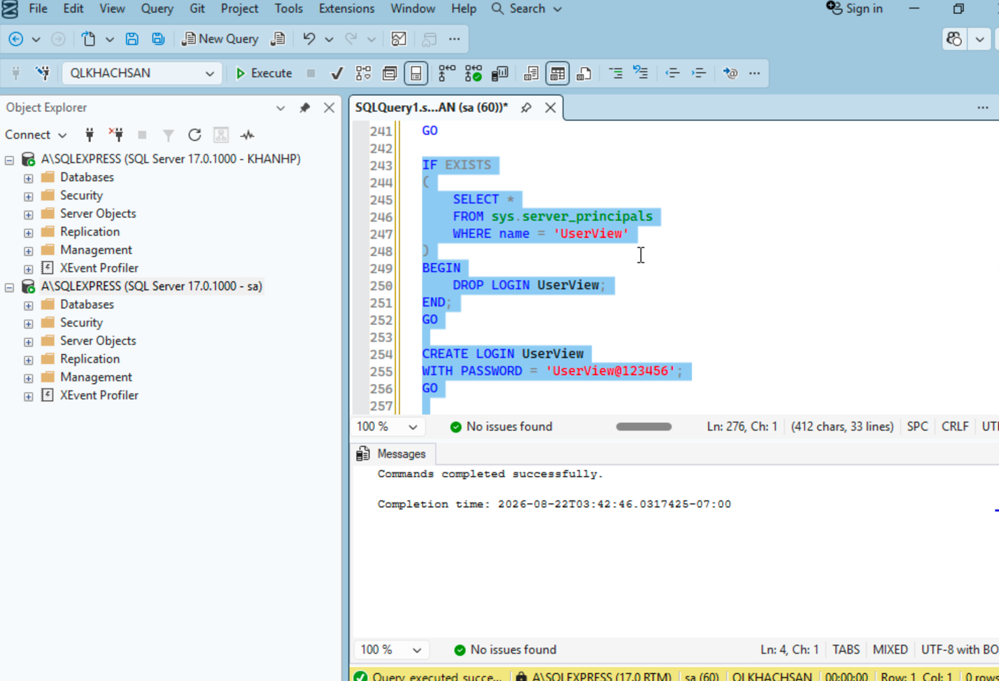 File Edit View Query Git Project Tools Extensions Window Help Search Sign in
New Query
QLKHACHSAN Execute
Object Explorer
Connect
A\SQLEXPRESS (SQL Server 17.0.1000 - KHANHP)
Databases
Security
Server Objects
Replication
Management
XEvent Profiler
A\SQLEXPRESS (SQL Server 17.0.1000 - sa)
Databases
Security
Server Objects
Replication
Management
XEvent Profiler
SQLQuery1.s...AN (sa (60))*
241 GO
242
243 IF EXISTS
244 (
245 SELECT *
246 FROM sys.server_principals
247 WHERE name = 'UserView'
248 )
249 BEGIN
250 DROP LOGIN UserView;
251 END;
252 GO
253
254 CREATE LOGIN UserView
255 WITH PASSWORD = 'UserView@123456';
256 GO
257
100 % No issues found Ln: 276, Ch: 1 (412 chars, 33 lines) SPC CRLF UT
Messages
Commands completed successfully.
Completion time: 2026-08-22T03:42:46.0317425-07:00
100 % No issues found Ln: 4, Ch: 1 TABS MIXED UTF-8 with BO
Query executed succe... A\SQLEXPRESS (17.0 RTM) sa (60) QLKHACHSAN 00:00:00 Row: 1, Col: 1 0 row